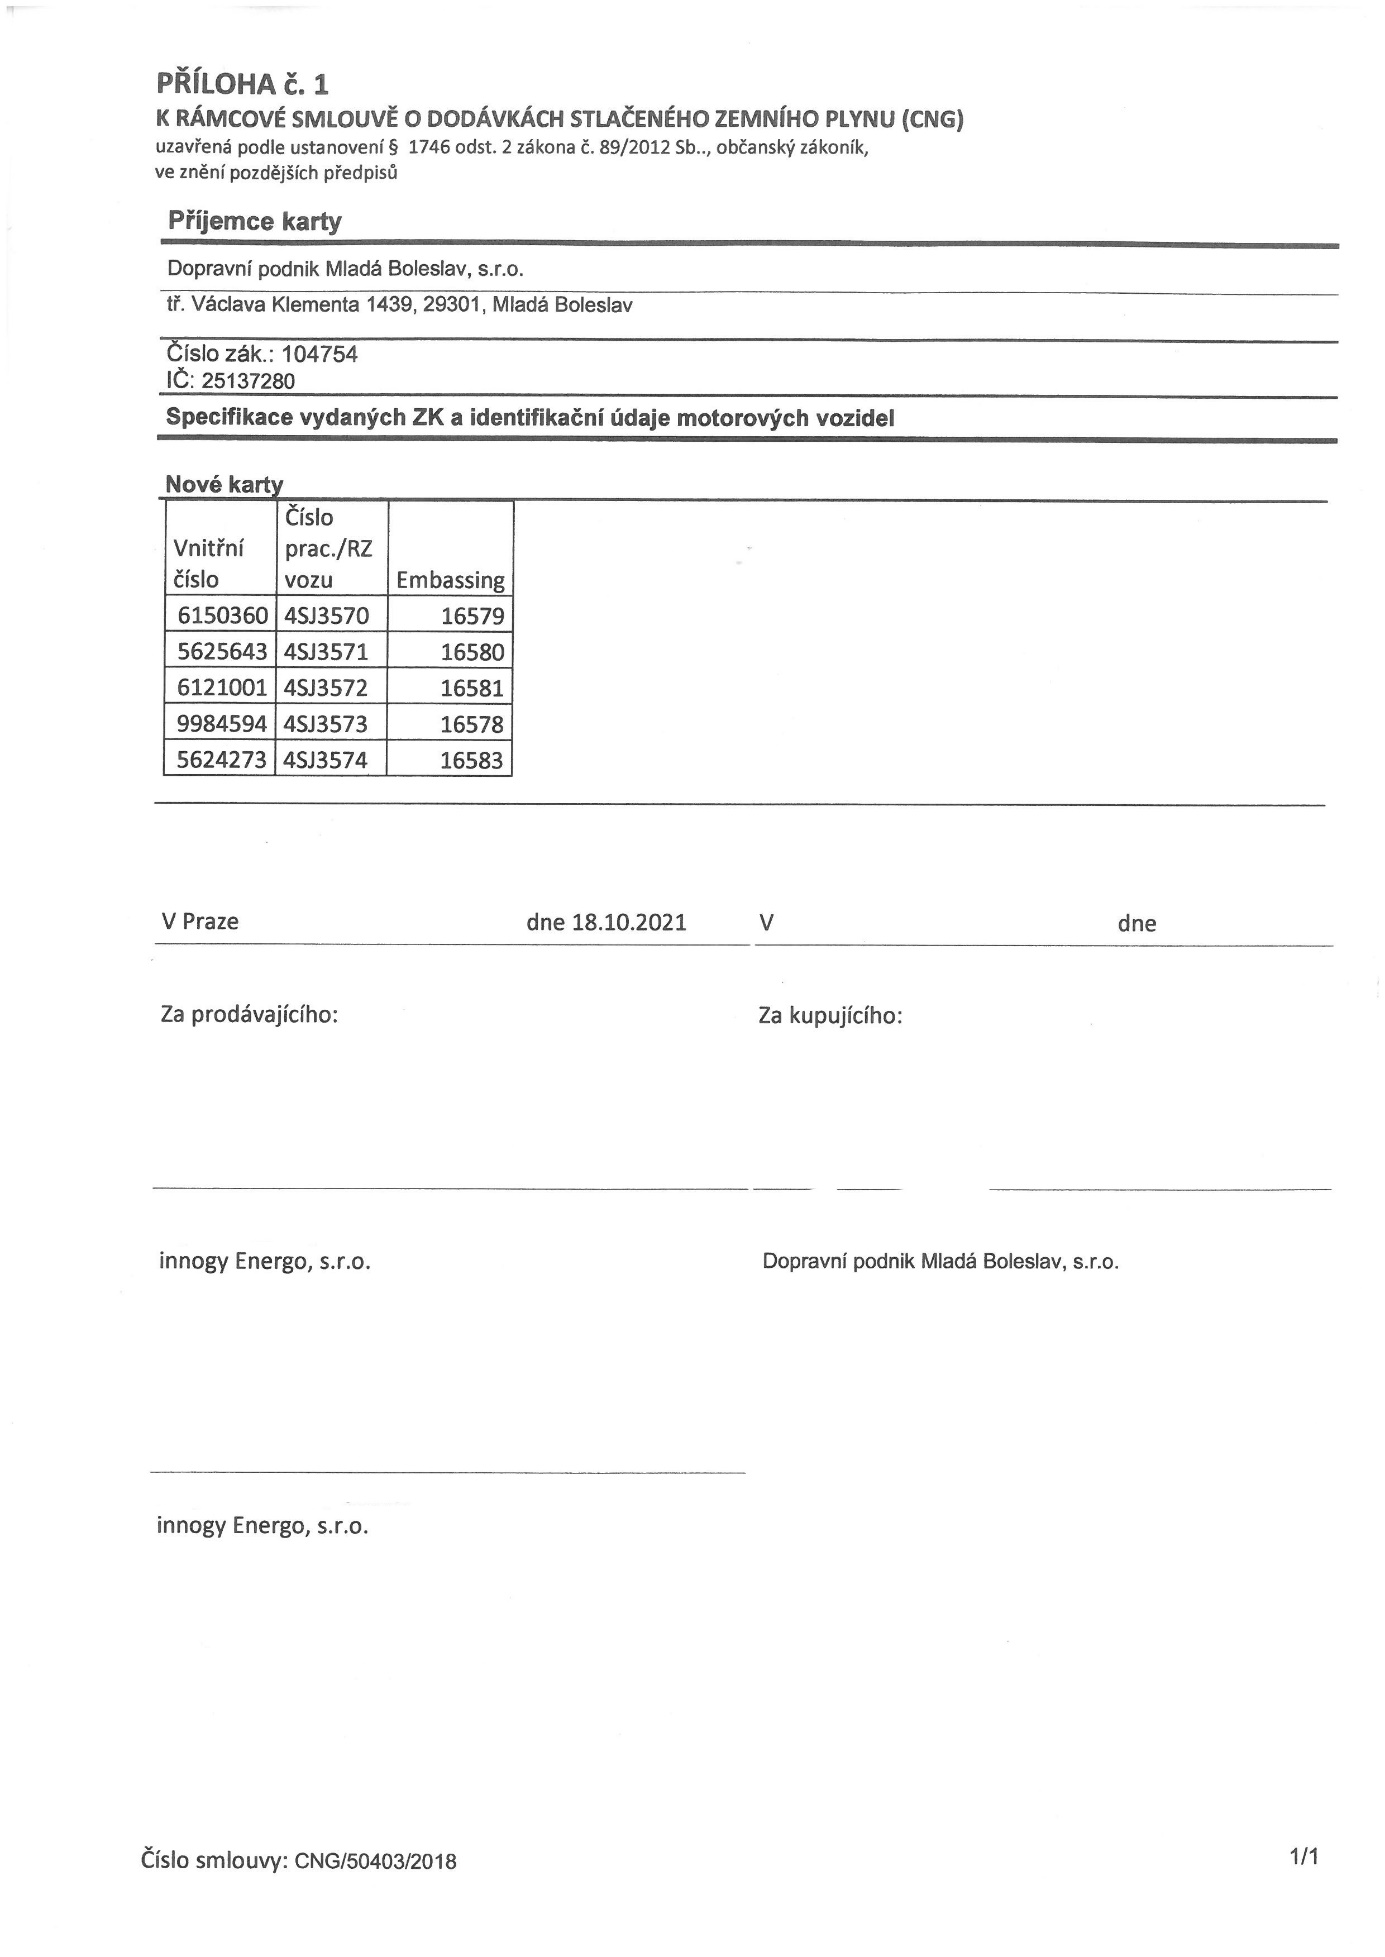 PŘÍLOHA č. 1
K RÁMCOVÉ SMLOUVĚ O DODÁVKÁCH STLAČENÉHO ZEMNÍHO PLYNU (CNG)
uzavřená podle ustanovení § 1746 odst. 2 zákona č. 89/2012 Sb.., občanský zákoník,
ve znění pozdějších předpisů
Příjemce karty
Dopravní podnik Mladá Boleslav, s.r.o.
tř. Václava Klementa 1439, 29301, Mladá Boleslav
Číslo zák.: 104754
IČ: 25137280
Specifikace vydaných ZK a identifikační údaje motorových vozidel
Nové karty
Vnitřní číslo Číslo prac./RZ vozu Embassing
6150360 4SJ3570 16579
5625643 4SJ3571 16580
6121001 4SJ3572 16581
9984594 4SJ3573 16578
5624273 4SJ3574 16583
V Praze dne 18.10.2021 V dne
Za prodávajícího: Za kupujícího:
innogy Energo, s.r.o. Dopravní podnik Mladá Boleslav, s.r.o.
innogy Energo, s.r.o.
Číslo smlouvy: CNG/50403/2018 1/1